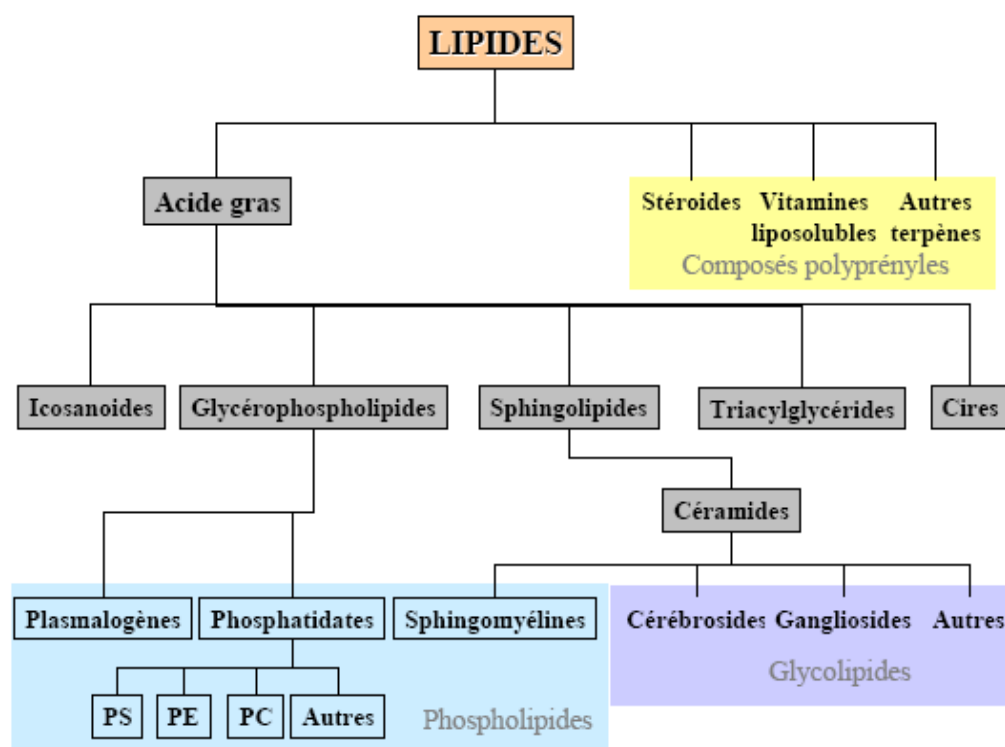 LIPIDES
Acide gras
Stéroides Vitamines Autres
liposolubles terpènes
Composés polyprényles
Icosanoides Glycérophospholipides Sphingolipides Triacylglycérides Cires
Céramides
Plasmalogènes Phosphatidates Sphingomyélines Cérébrosides Gangliosides Autres
Glycolipides
PS PE PC Autres Phospholipides